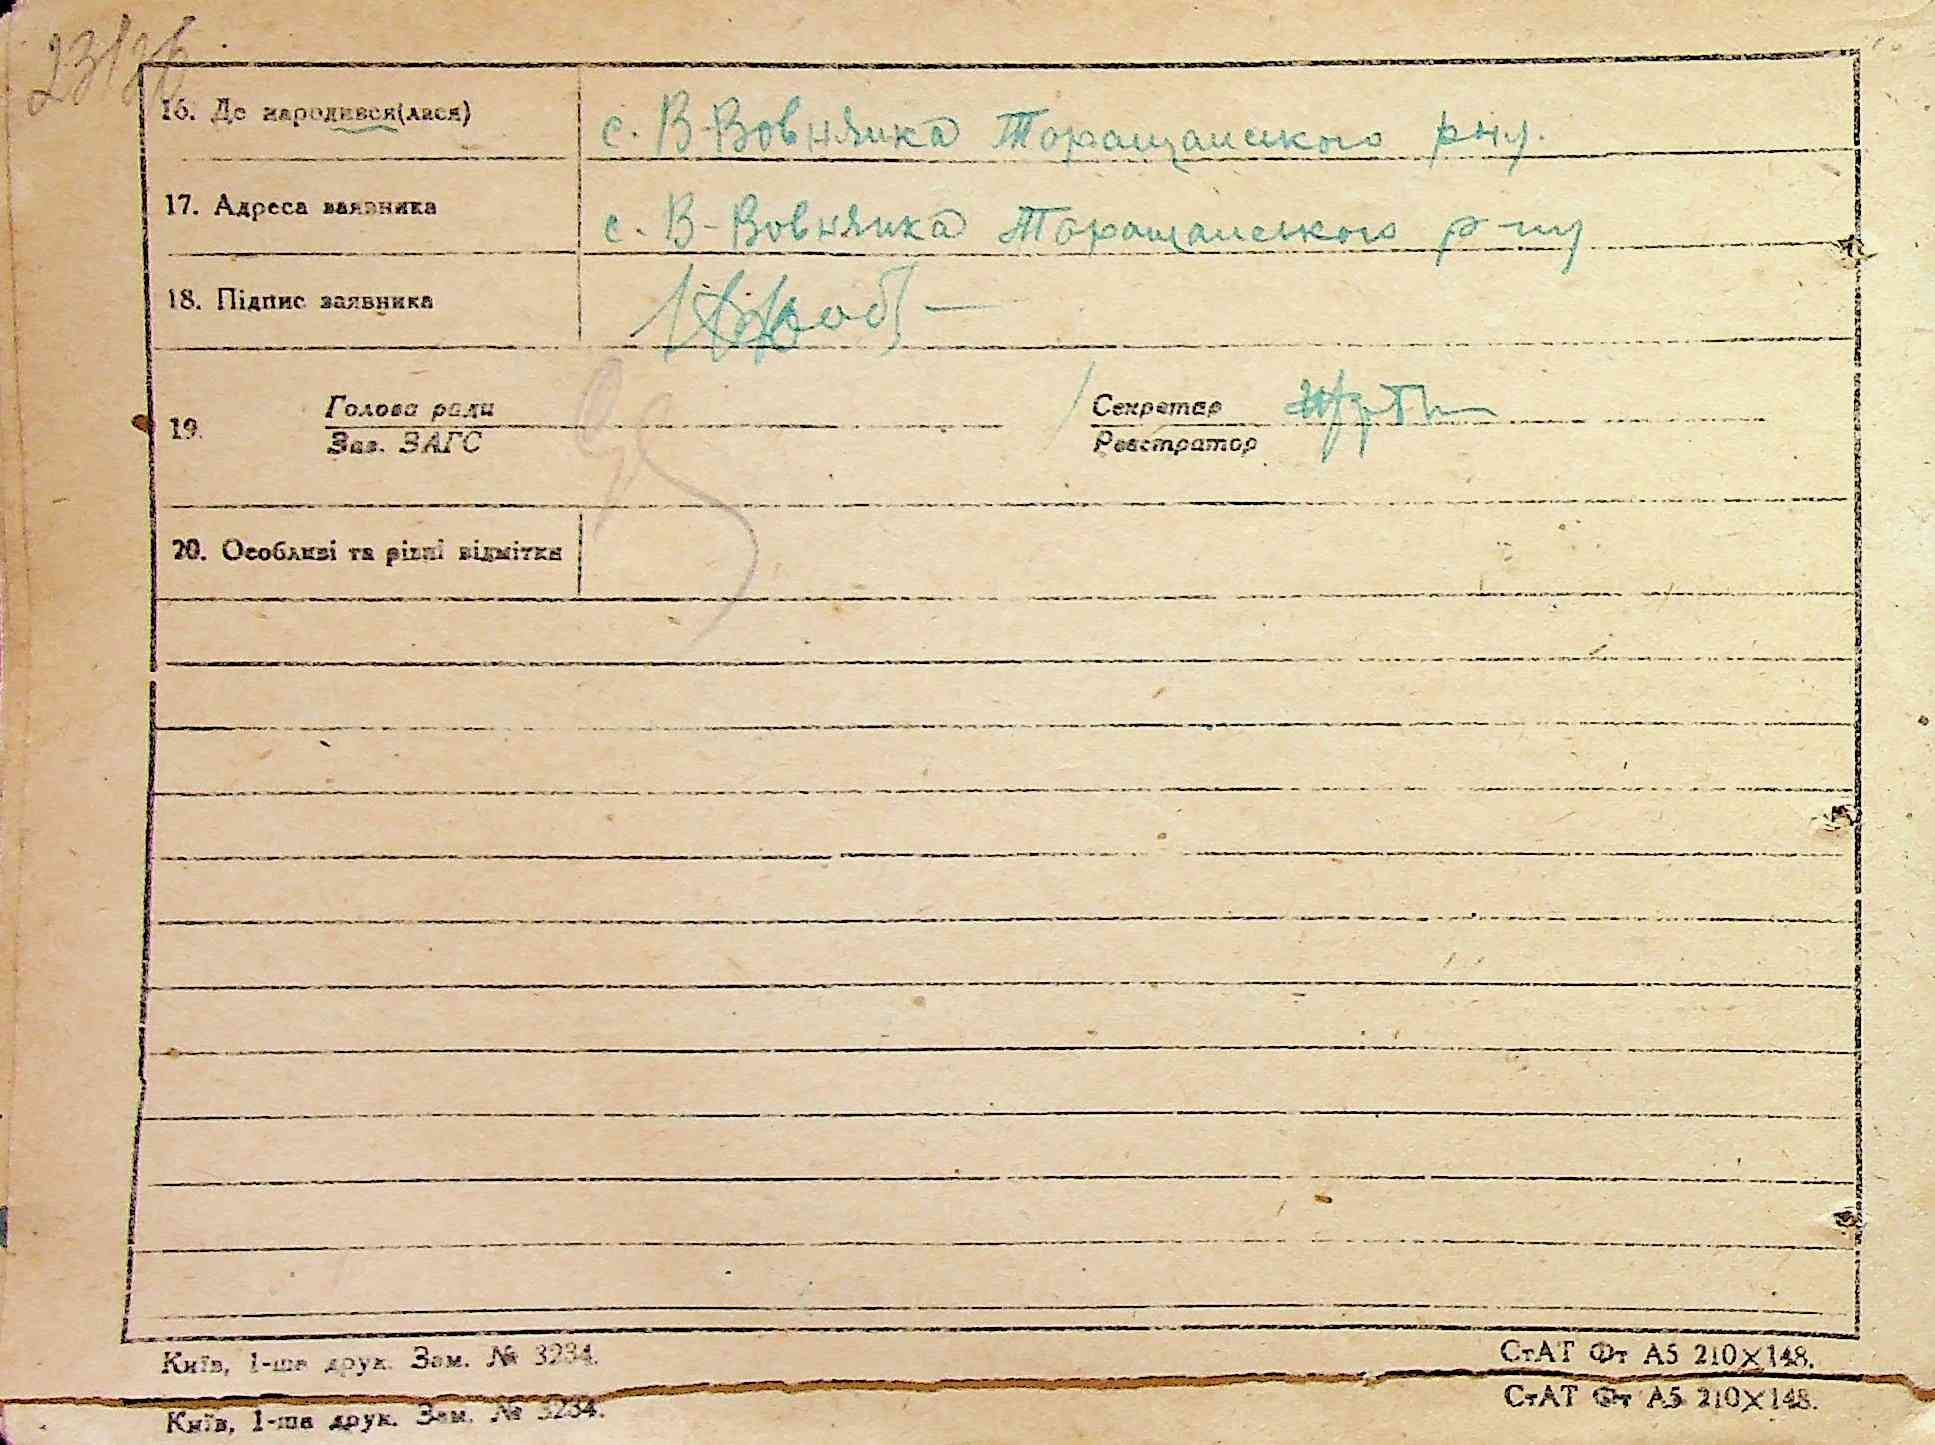 23/26
16. Де народився(лася) с. В-Вовнянка Таращанського р-ну.
17. Адреса заявника с. В-Вовнянка Таращанського р-ну
18. Підпис заявника
19. Голова ради Секретар
Зав. ЗАГС Реєстратор
20. Особливі та різні відмітки
Київ, 1-ша друк. Зам. № 3234. СтАТ Фт А5 210×148.
Київ, 1-ша друк. Зам. № 3234. СтАТ Фт А5 210×148.